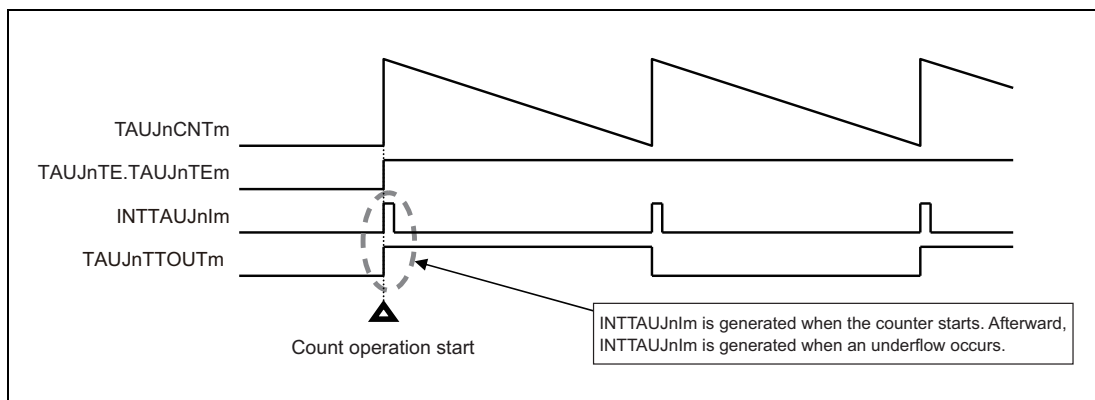 TAUJnCNTm
TAUJnTE.TAUJnTEm
INTTAUJnIm
TAUJnTTOUTm
Count operation start
INTTAUJnIm is generated when the counter starts. Afterward,
INTTAUJnIm is generated when an underflow occurs.